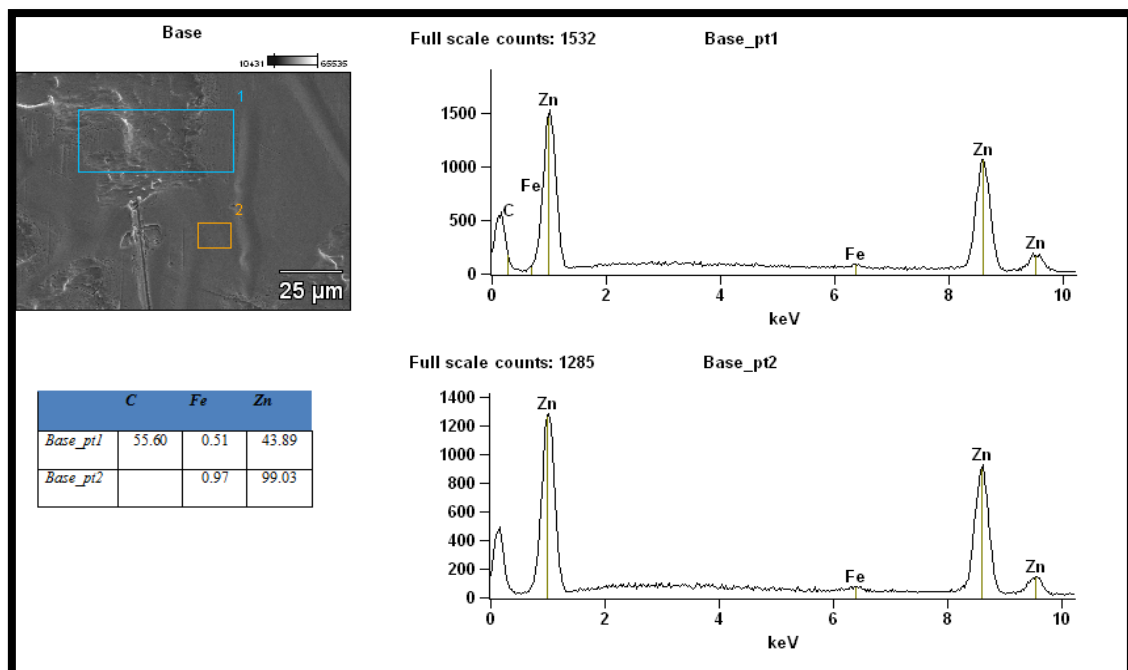 Base
10431 65535
1
2
25 µm
C Fe Zn
Base_pt1 55.60 0.51 43.89
Base_pt2 0.97 99.03
Full scale counts: 1532 Base_pt1
1500
1000
500
0
Zn
Fe
C
Fe
Zn
Zn
0 2 4 6 8 10
keV
Full scale counts: 1285 Base_pt2
1400
1200
1000
800
600
400
200
0
Zn
Fe
Zn
Zn
0 2 4 6 8 10
keV